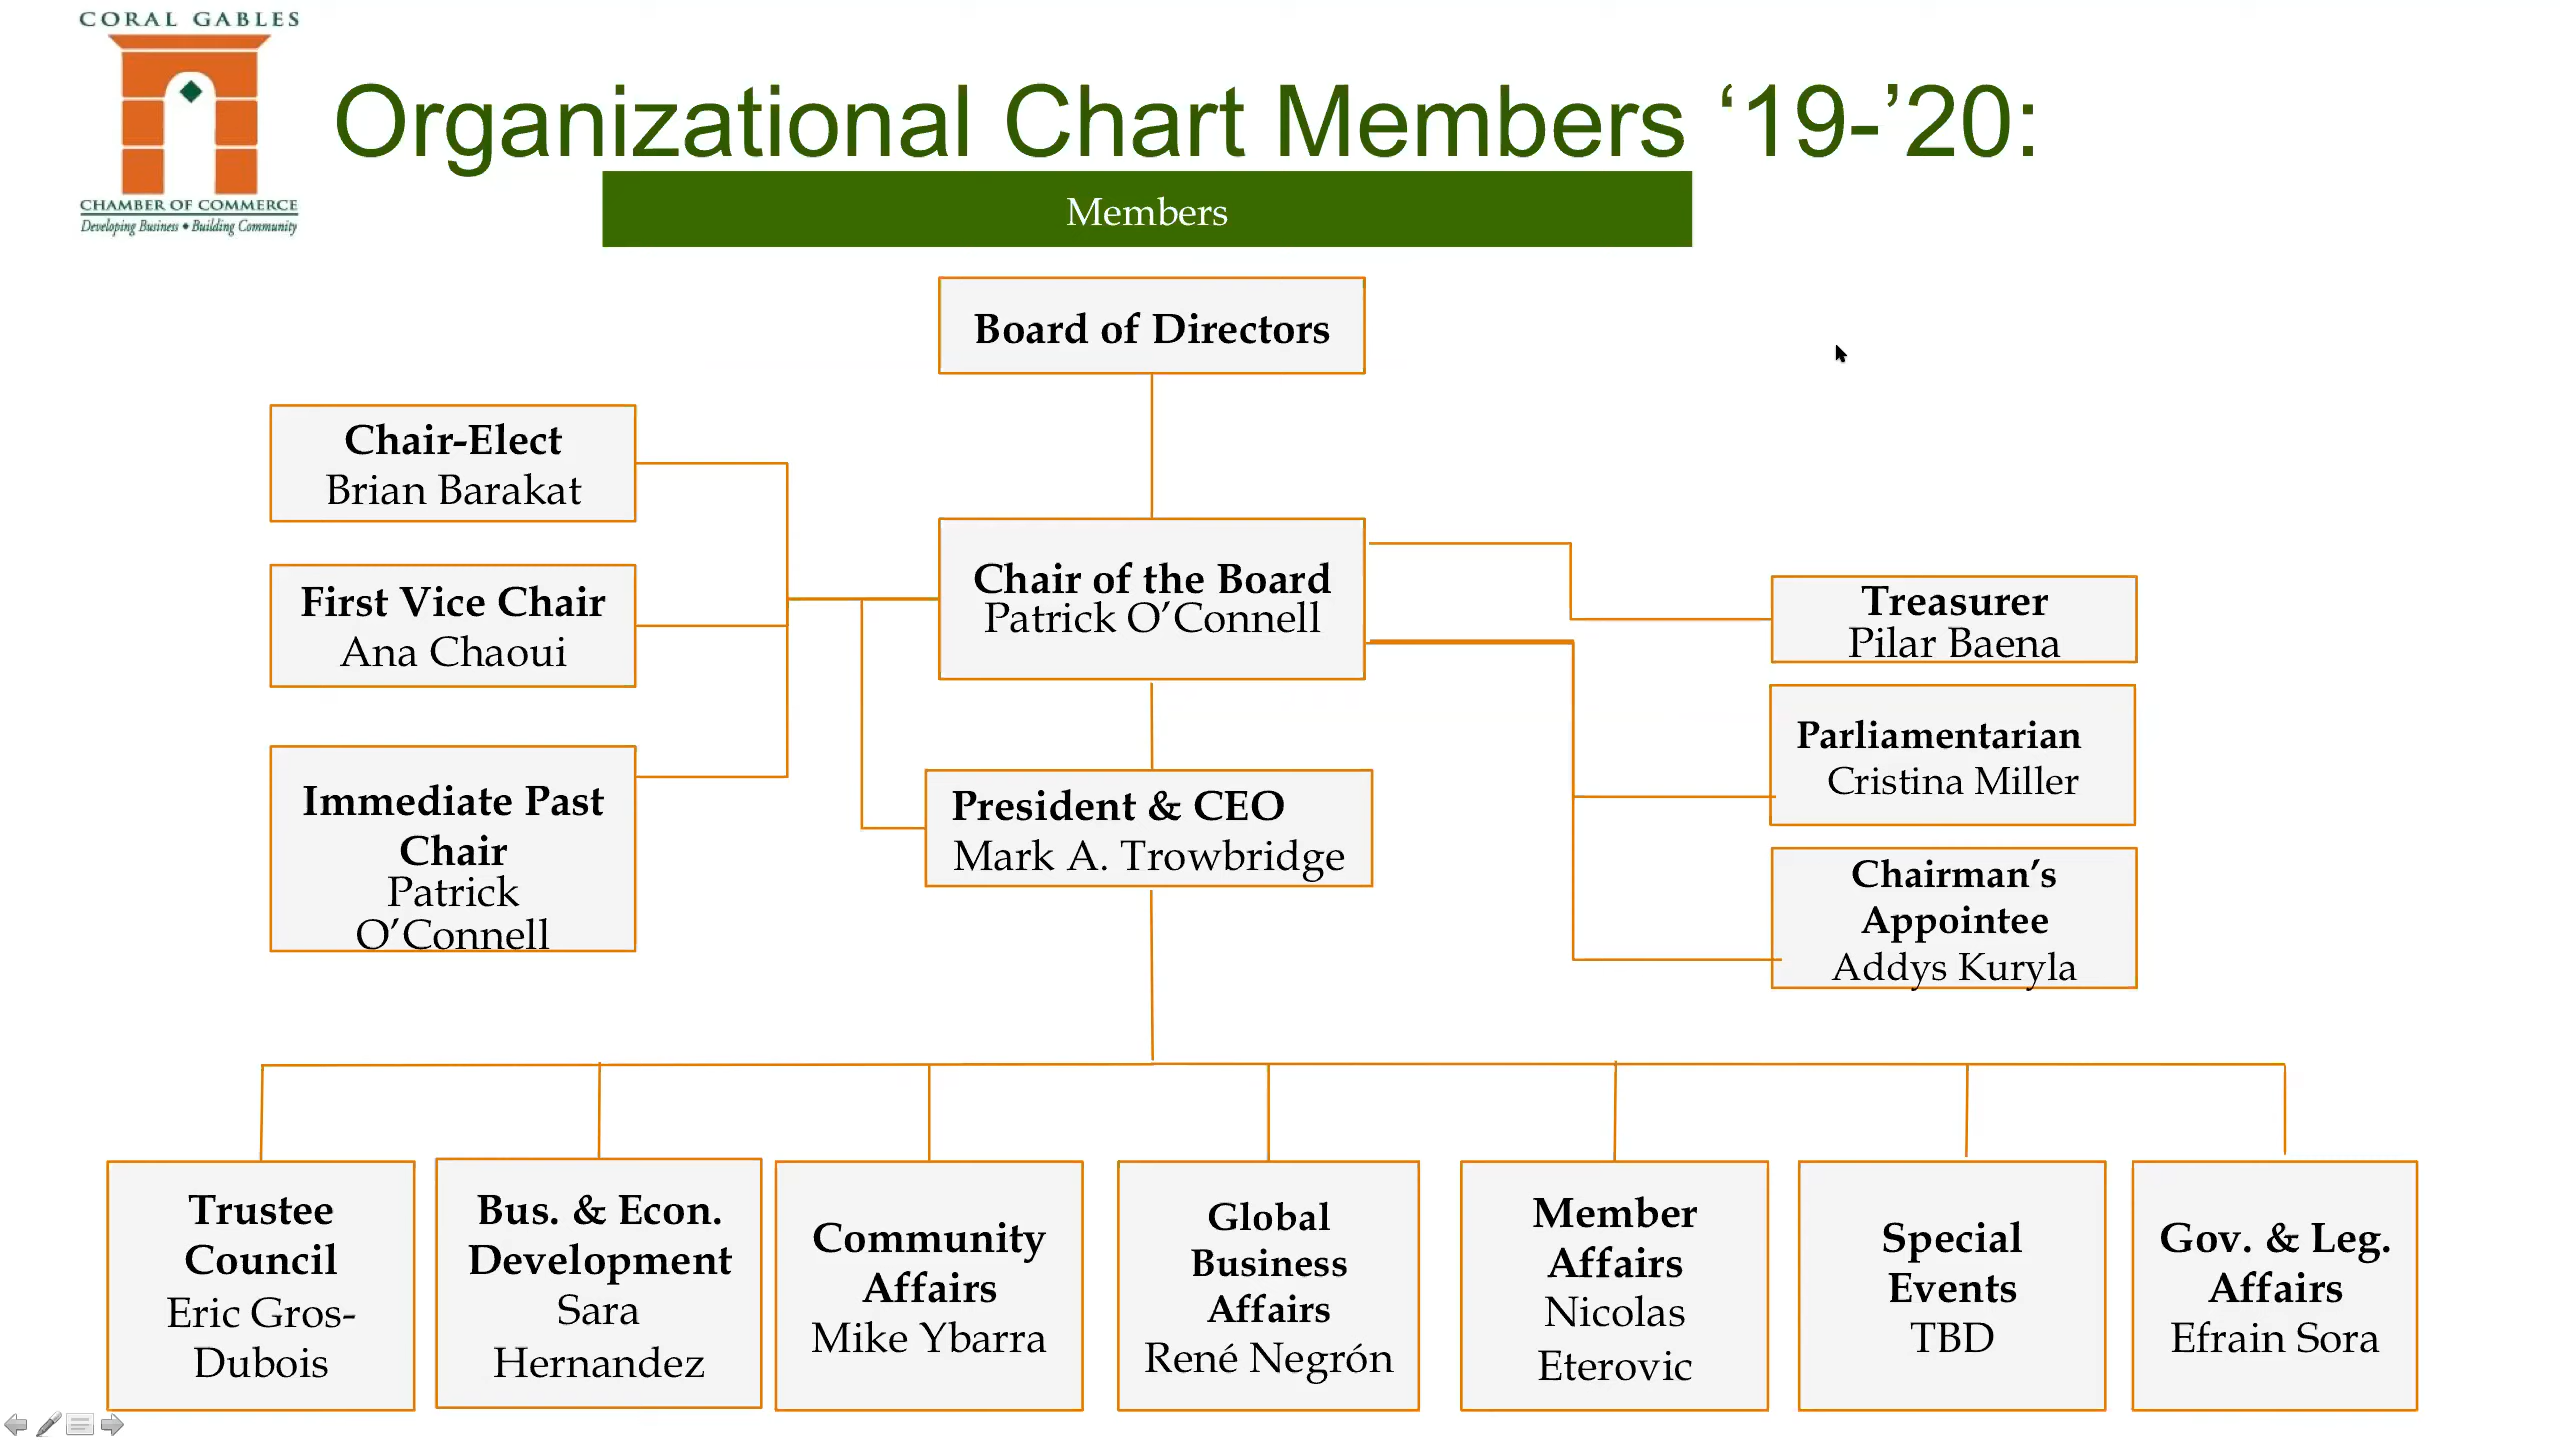 CORAL GABLES
CHAMBER OF COMMERCE
Developing Business • Building Community
Organizational Chart Members ‘19-’20:
Members
Board of Directors
Chair-Elect
Brian Barakat
First Vice Chair
Ana Chaoui
Immediate Past
Chair
Patrick
O’Connell
Chair of the Board
Patrick O’Connell
President & CEO
Mark A. Trowbridge
Treasurer
Pilar Baena
Parliamentarian
Cristina Miller
Chairman’s
Appointee
Addys Kuryla
Trustee
Council
Eric Gros-
Dubois
Bus. & Econ.
Development
Sara
Hernandez
Community
Affairs
Mike Ybarra
Global
Business
Affairs
René Negrón
Member
Affairs
Nicolas
Eterovic
Special
Events
TBD
Gov. & Leg.
Affairs
Efrain Sora